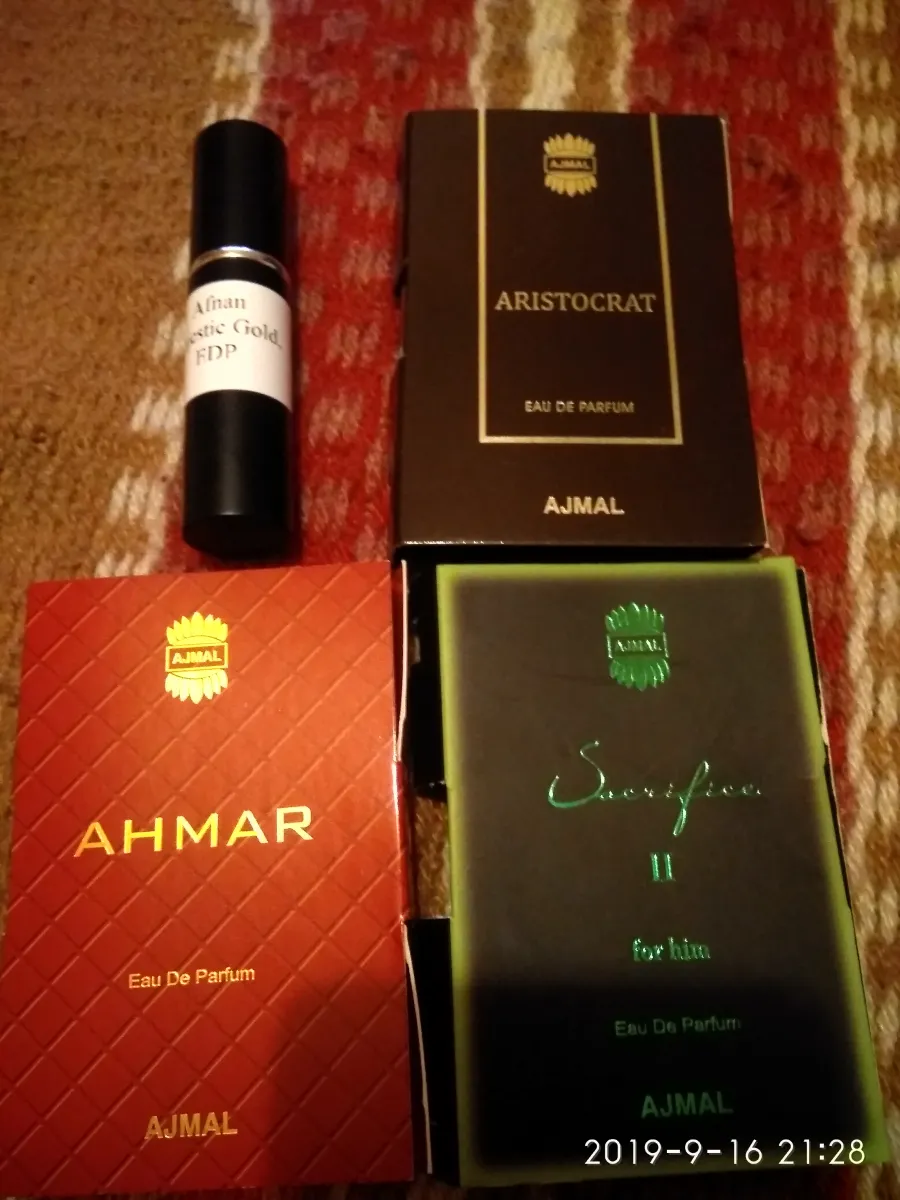 Afnan
estic Gold.
EDP
AJMAL
ARISTOCRAT
EAU DE PARFUM
AJMAL
AJMAL
AHMAR
Eau De Parfum
AJMAL
AJMAL
Sacrifice
II
for him
Eau De Parfum
AJMAL
2019-9-16 21:28